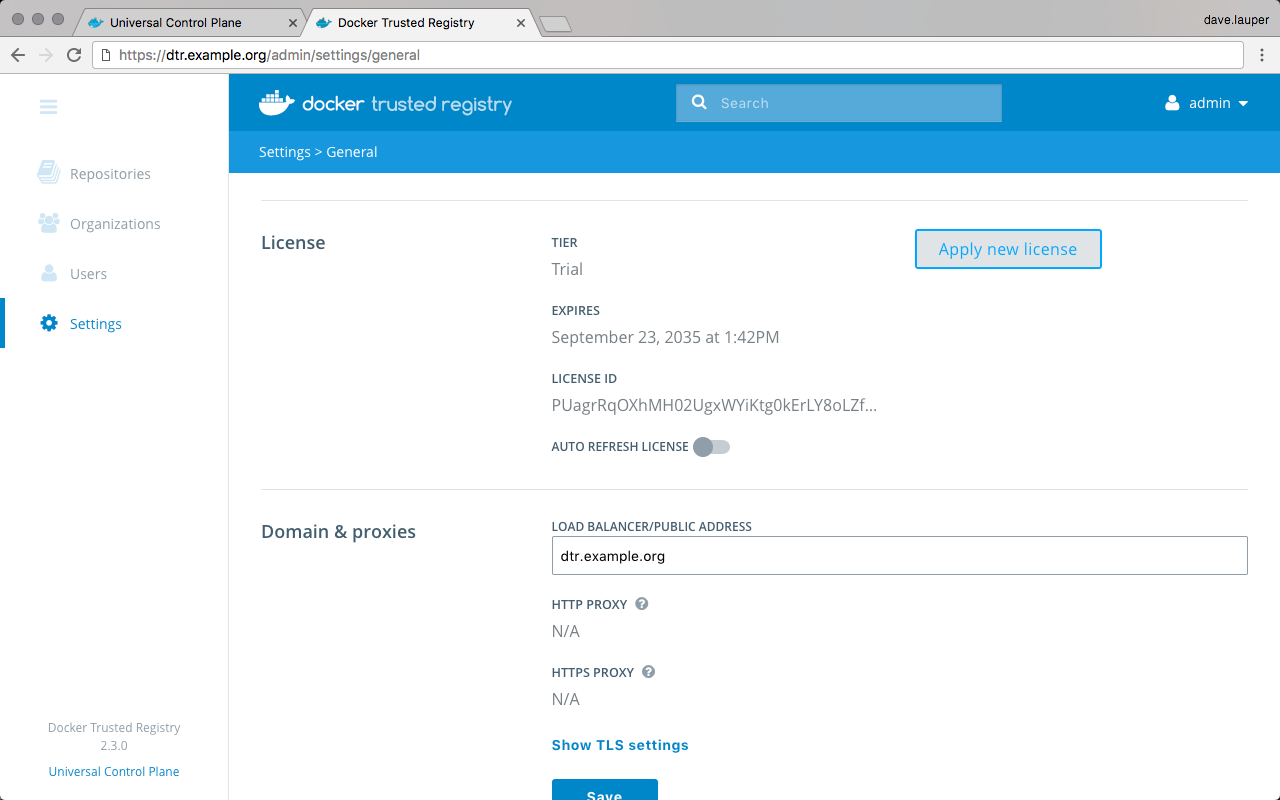 Universal Control Plane
Docker Trusted Registry
dave.lauper
https://dtr.example.org/admin/settings/general
docker trusted registry
Search
admin
Settings > General
Repositories
Organizations
Users
Settings
Docker Trusted Registry
2.3.0
Universal Control Plane
License
TIER
Trial
Apply new license
EXPIRES
September 23, 2035 at 1:42PM
LICENSE ID
PUagrRqOXhMH02UgxWYiKtg0kErLY8oLZf...
AUTO REFRESH LICENSE
Domain & proxies
LOAD BALANCER/PUBLIC ADDRESS
dtr.example.org
HTTP PROXY ?
N/A
HTTPS PROXY ?
N/A
Show TLS settings
Save